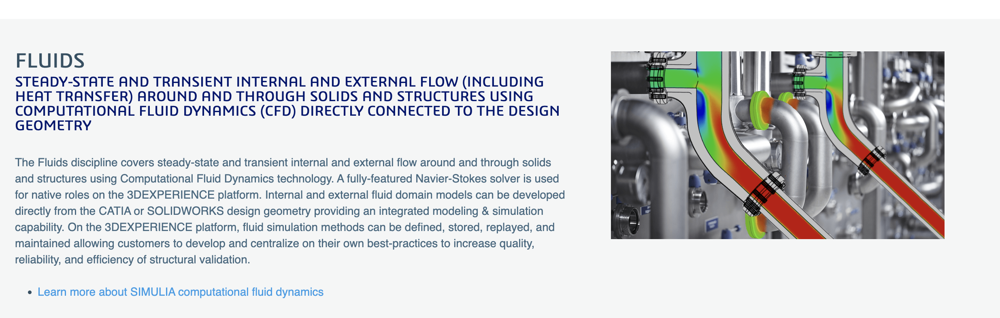 FLUIDS
STEADY-STATE AND TRANSIENT INTERNAL AND EXTERNAL FLOW (INCLUDING
HEAT TRANSFER) AROUND AND THROUGH SOLIDS AND STRUCTURES USING
COMPUTATIONAL FLUID DYNAMICS (CFD) DIRECTLY CONNECTED TO THE DESIGN
GEOMETRY
The Fluids discipline covers steady-state and transient internal and external flow around and through solids
and structures using Computational Fluid Dynamics technology. A fully-featured Navier-Stokes solver is used
for native roles on the 3DEXPERIENCE platform. Internal and external fluid domain models can be developed
directly from the CATIA or SOLIDWORKS design geometry providing an integrated modeling & simulation
capability. On the 3DEXPERIENCE platform, fluid simulation methods can be defined, stored, replayed, and
maintained allowing customers to develop and centralize on their own best-practices to increase quality,
reliability, and efficiency of structural validation.
• Learn more about SIMULIA computational fluid dynamics